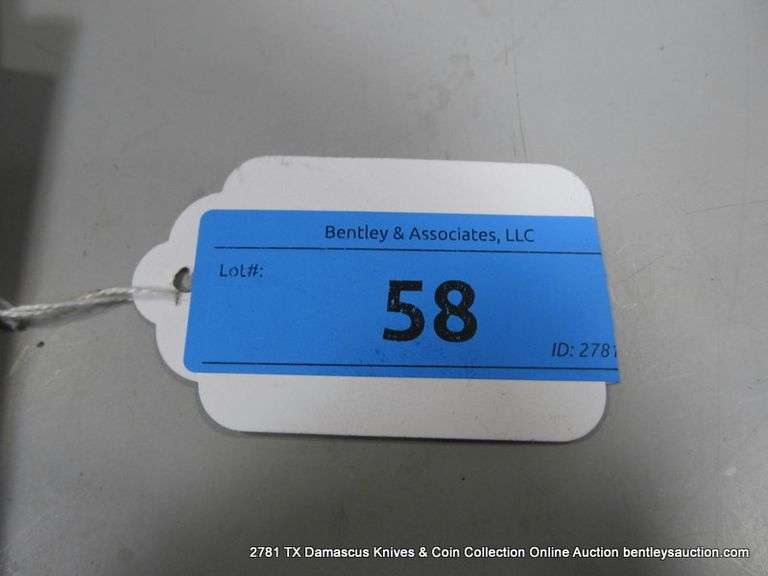 Bentley & Associates, LLC
Lot#:
58
ID: 2781
2781 TX Damascus Knives & Coin Collection Online Auction bentleysauction.com